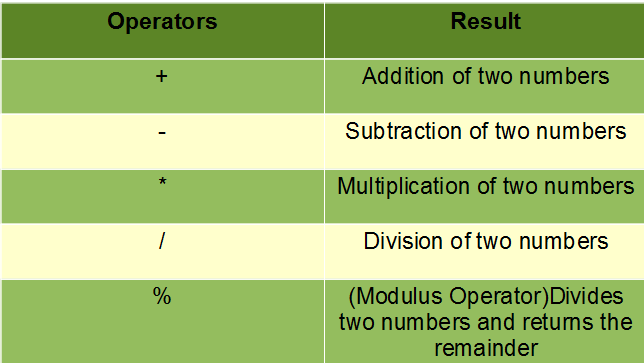 Operators Result
+ Addition of two numbers
- Subtraction of two numbers
* Multiplication of two numbers
/ Division of two numbers
% (Modulus Operator)Divides
two numbers and returns the
remainder